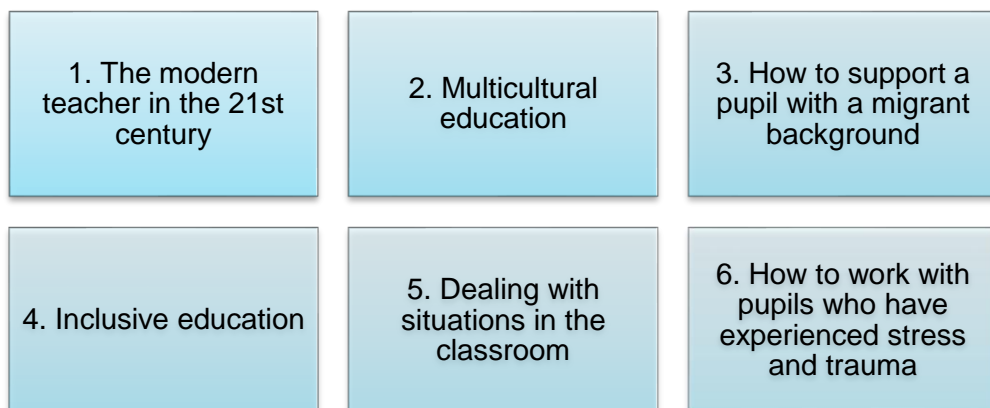 1. The modern
teacher in the 21st
century
2. Multicultural
education
3. How to support a
pupil with a migrant
background
4. Inclusive education
5. Dealing with
situations in the
classroom
6. How to work with
pupils who have
experienced stress
and trauma